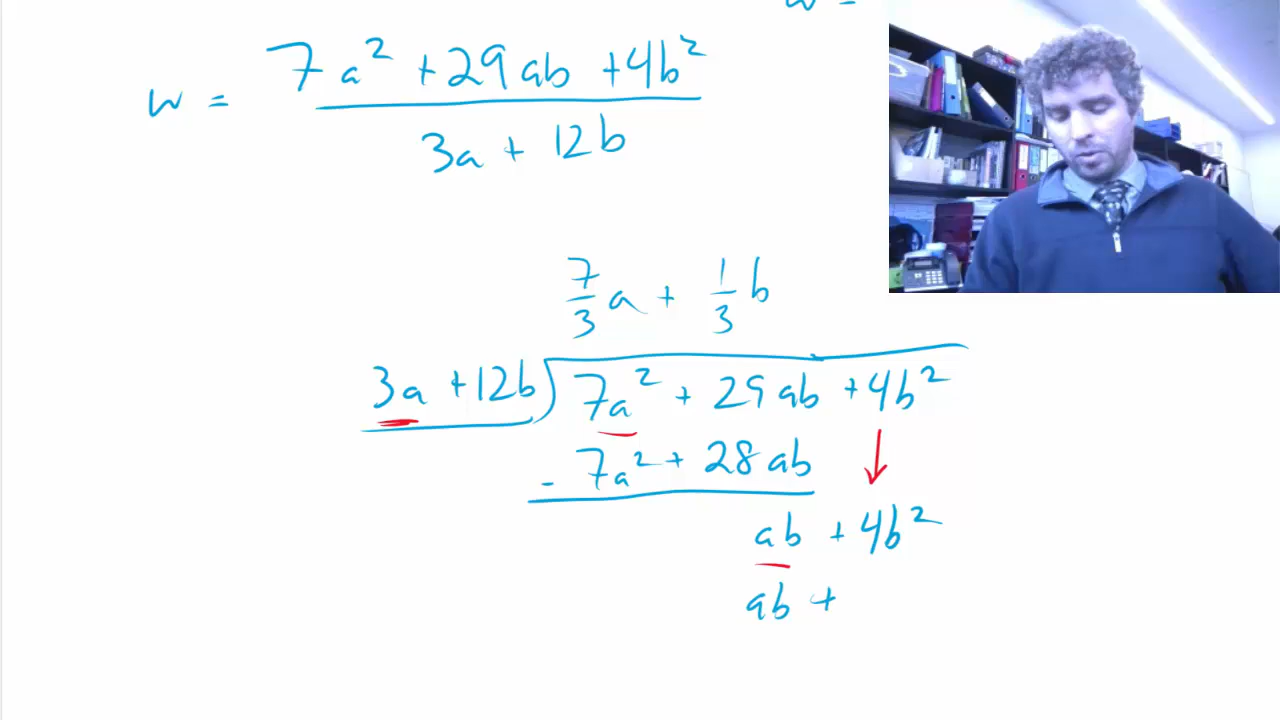 w =
w = 7a² + 29ab + 4b²
3a + 12b
7/3 a + 1/3 b
3a + 12b ) 7a² + 29ab + 4b²
- 7a² + 28ab
ab + 4b²
ab +